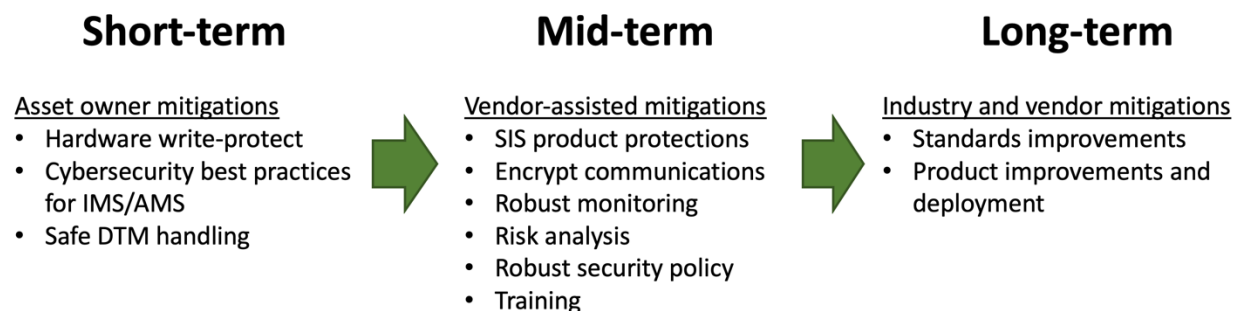 Short-term
Asset owner mitigations
• Hardware write-protect
• Cybersecurity best practices
for IMS/AMS
• Safe DTM handling
Mid-term
Vendor-assisted mitigations
• SIS product protections
• Encrypt communications
• Robust monitoring
• Risk analysis
• Robust security policy
• Training
Long-term
Industry and vendor mitigations
• Standards improvements
• Product improvements and
deployment